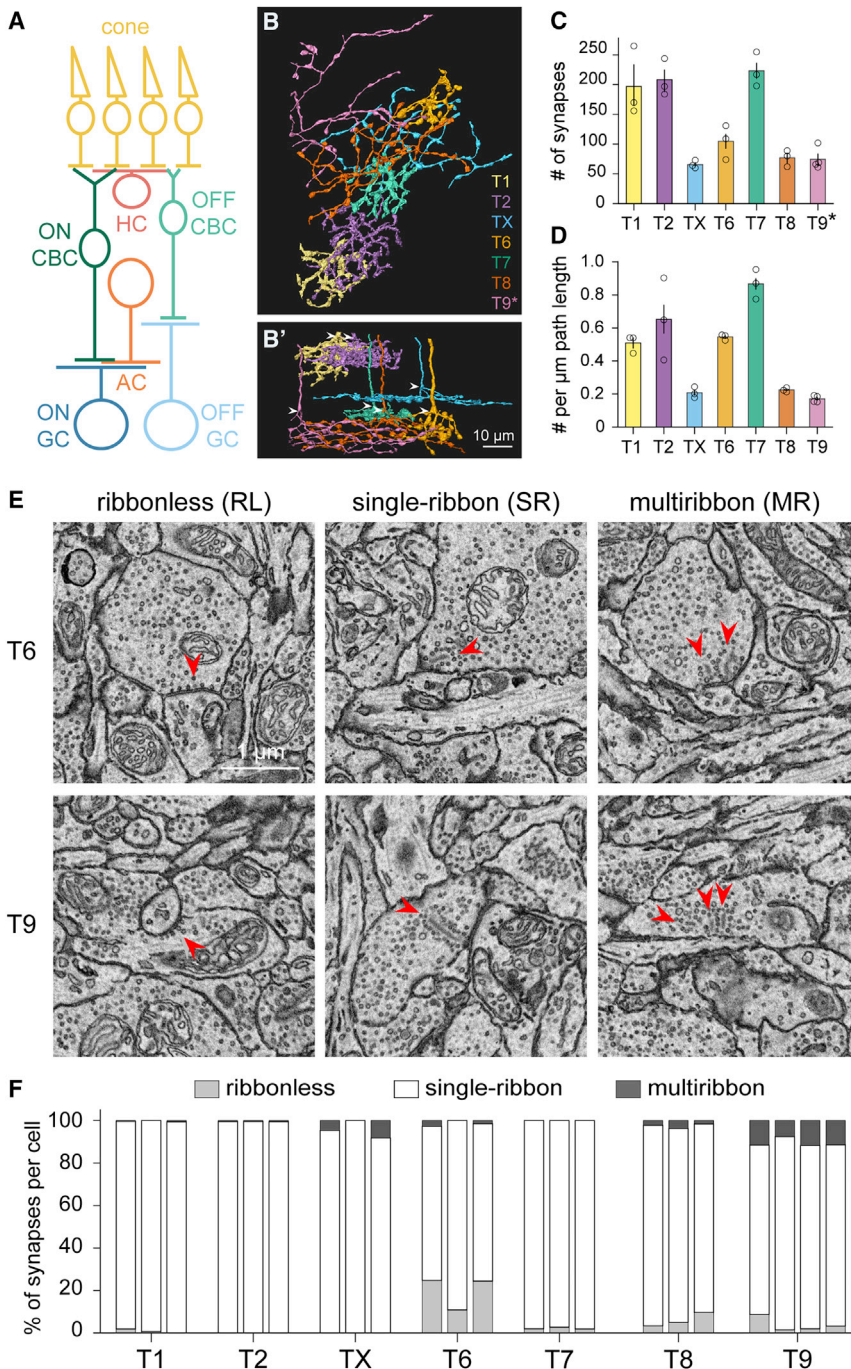 A
cone
HC
ON
CBC
OFF
CBC
AC
ON
GC
OFF
GC
B
T1
T2
TX
T6
T7
T8
T9*
B'
10 µm
C
# of synapses
250
200
150
100
50
0
T1 T2 TX T6 T7 T8 T9*
D
# per µm path length
1.0
0.8
0.6
0.4
0.2
0
T1 T2 TX T6 T7 T8 T9
E
ribbonless (RL) single-ribbon (SR) multiribbon (MR)
T6
1 µm
T9
F
ribbonless single-ribbon multiribbon
% of synapses per cell
100
80
60
40
20
0
T1 T2 TX T6 T7 T8 T9